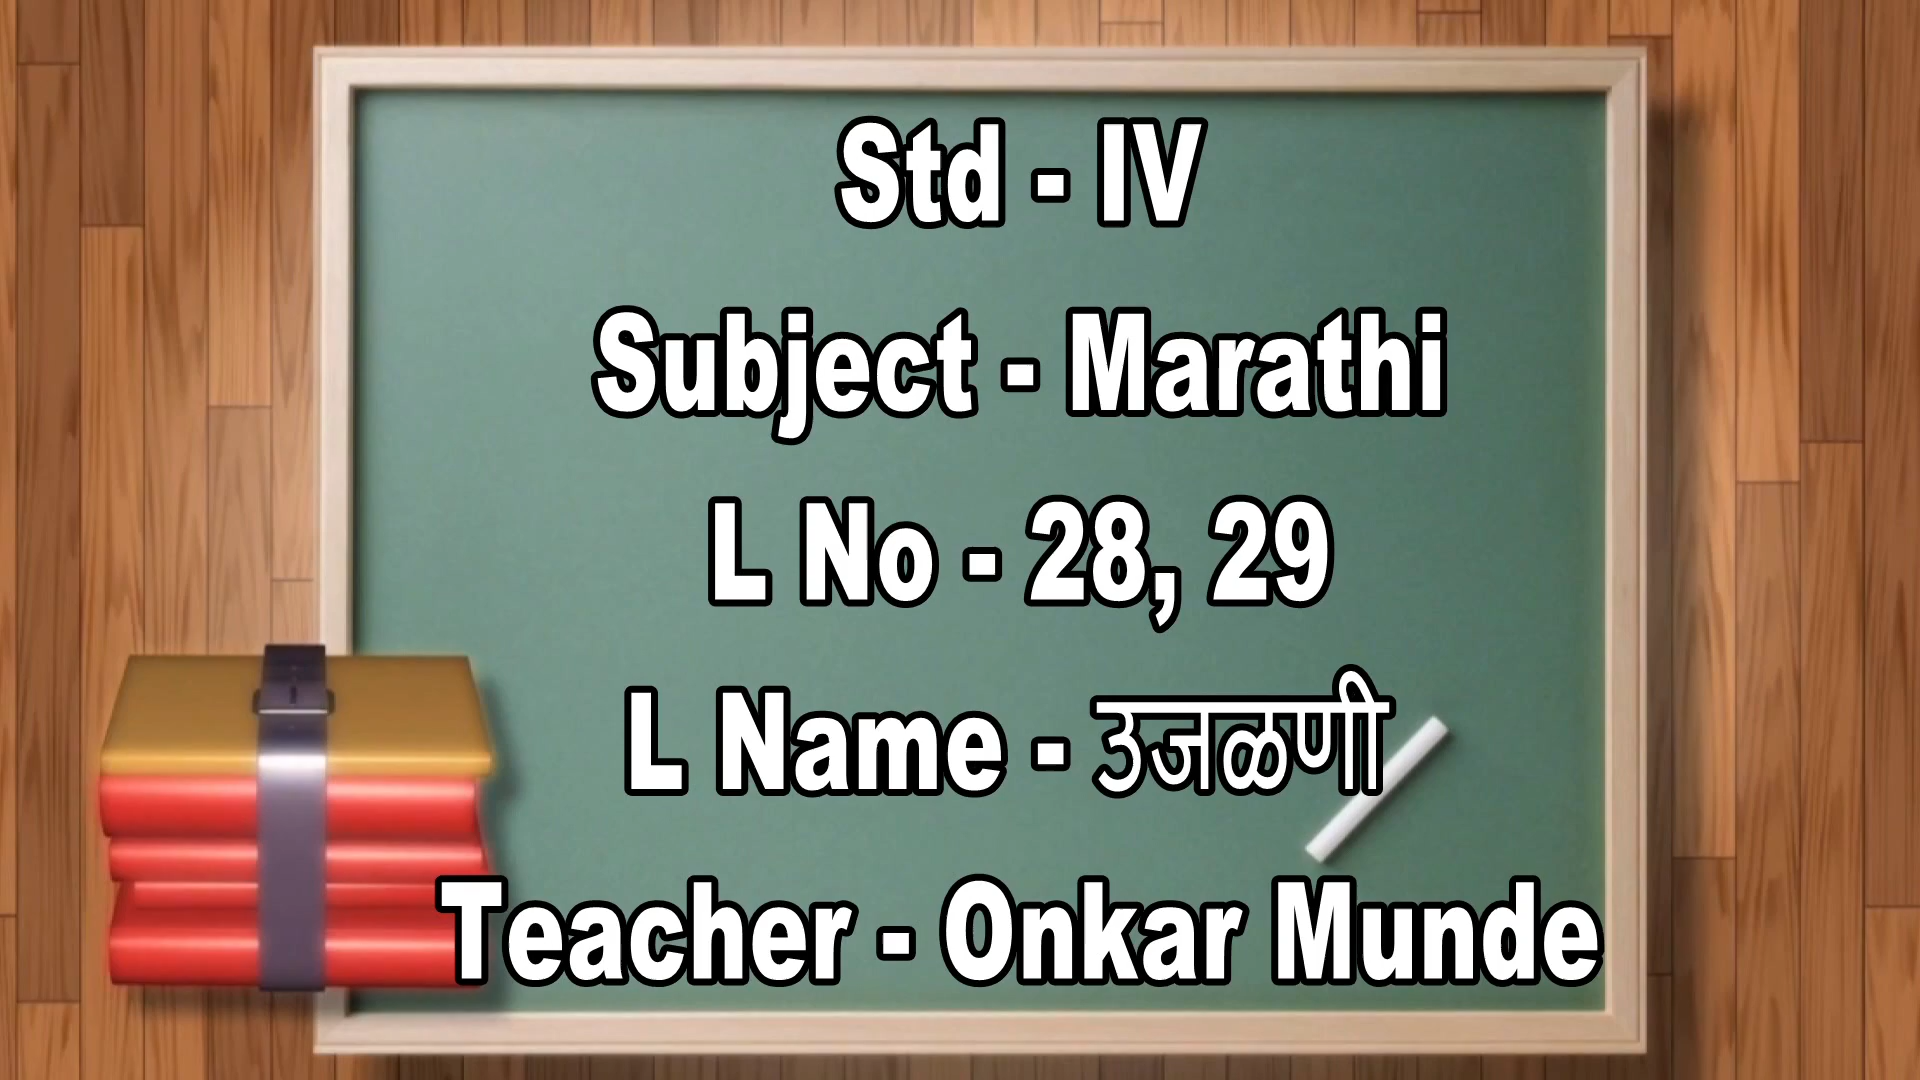 Std - IV
Subject - Marathi
L No - 28, 29
L Name - उजळणी
Teacher - Onkar Munde